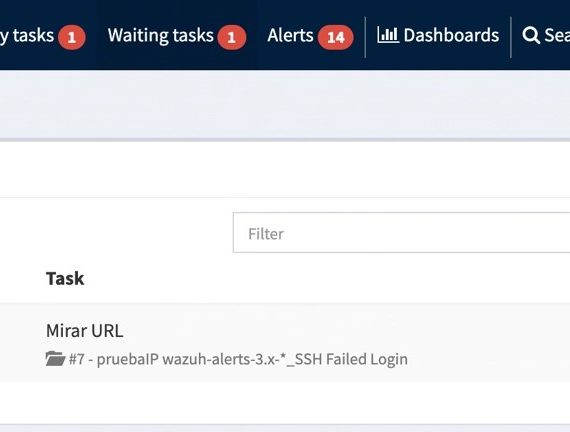 y tasks 1 Waiting tasks 1 Alerts 14 Dashboards Sea
Filter
Task
Mirar URL
#7 - pruebaIP wazuh-alerts-3.x-*_SSH Failed Login